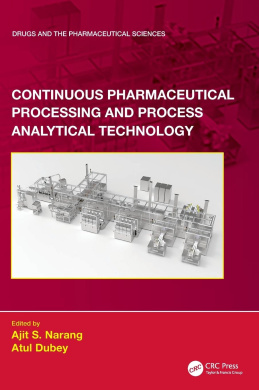 DRUGS AND THE PHARMACEUTICAL SCIENCES
CONTINUOUS PHARMACEUTICAL
PROCESSING AND PROCESS
ANALYTICAL TECHNOLOGY
Edited by
Ajit S. Narang
Atul Dubey
CRC Press
Taylor & Francis Group